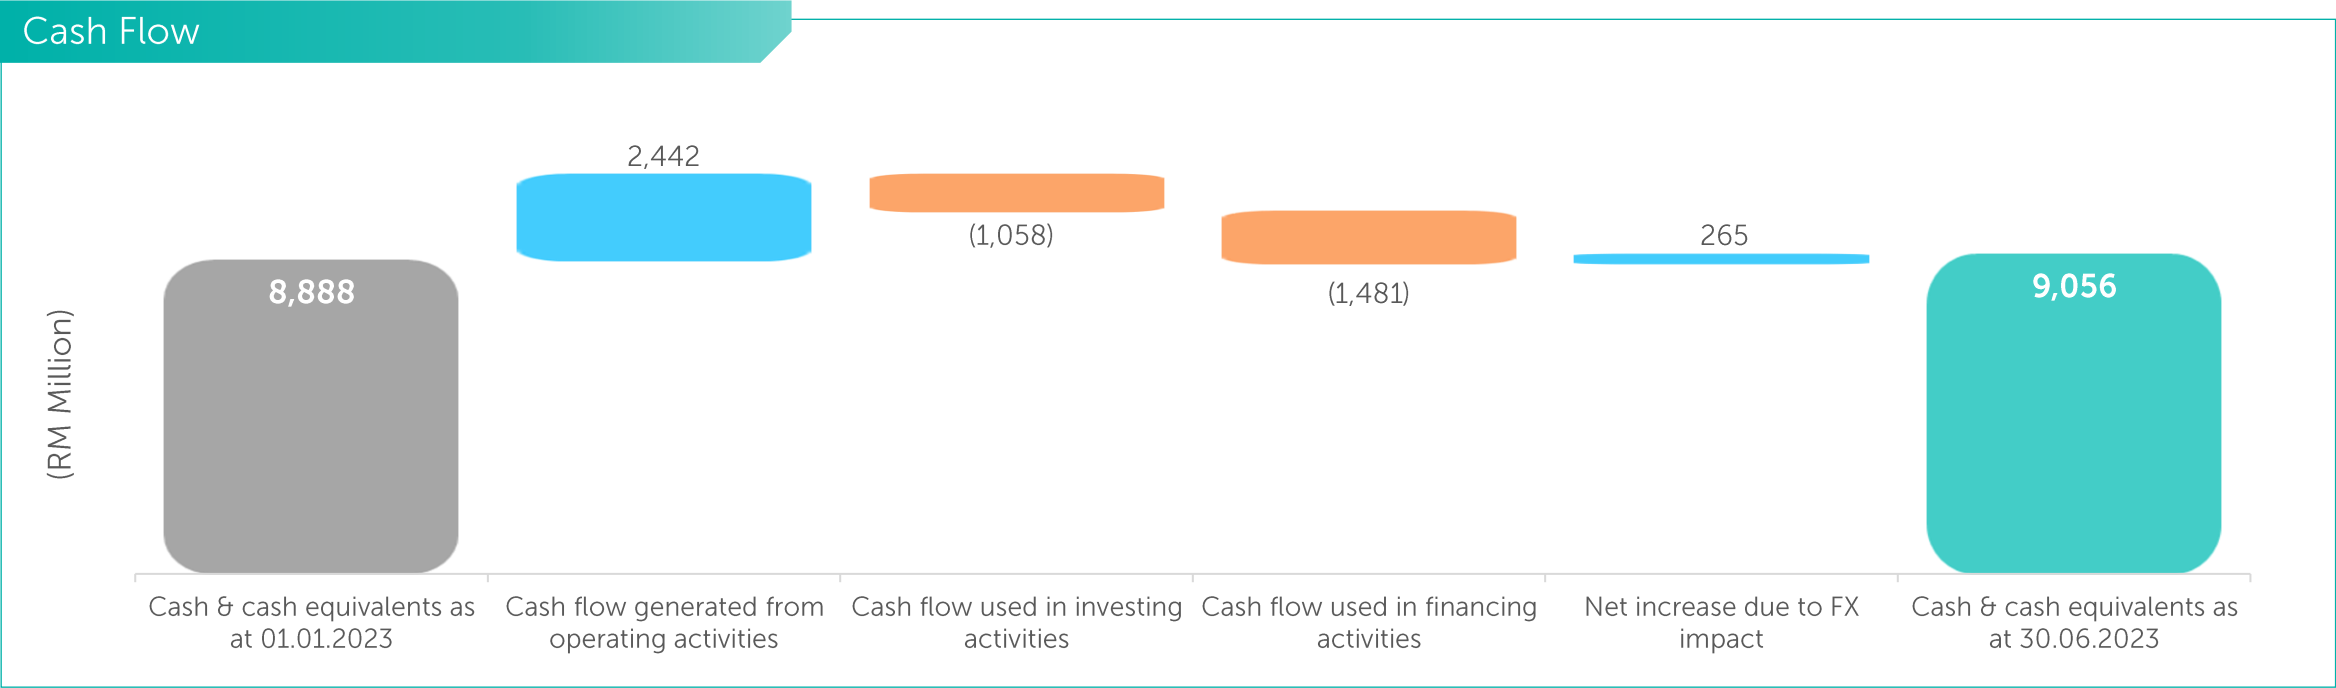 Cash Flow
2,442
(1,058)
265
(1,481)
8,888
9,056
(RM Million)
Cash & cash equivalents as
at 01.01.2023
Cash flow generated from
operating activities
Cash flow used in investing
activities
Cash flow used in financing
activities
Net increase due to FX
impact
Cash & cash equivalents as
at 30.06.2023